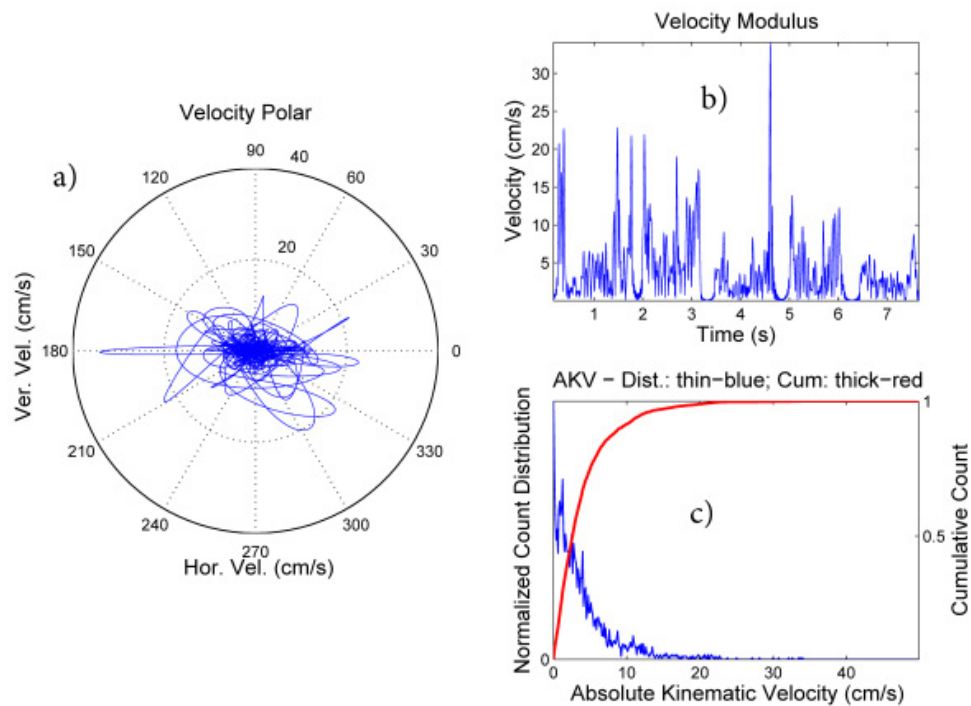 Velocity Polar
a)
90
40
120
60
150
20
30
180
0
210
330
240
300
270
Ver. Vel. (cm/s)
Hor. Vel. (cm/s)
Velocity Modulus
b)
30
25
20
15
10
5
1 2 3 4 5 6 7
Velocity (cm/s)
Time (s)
AKV – Dist.: thin–blue; Cum: thick–red
c)
1
0.5
0
0 10 20 30 40
Normalized Count Distribution
Cumulative Count
Absolute Kinematic Velocity (cm/s)